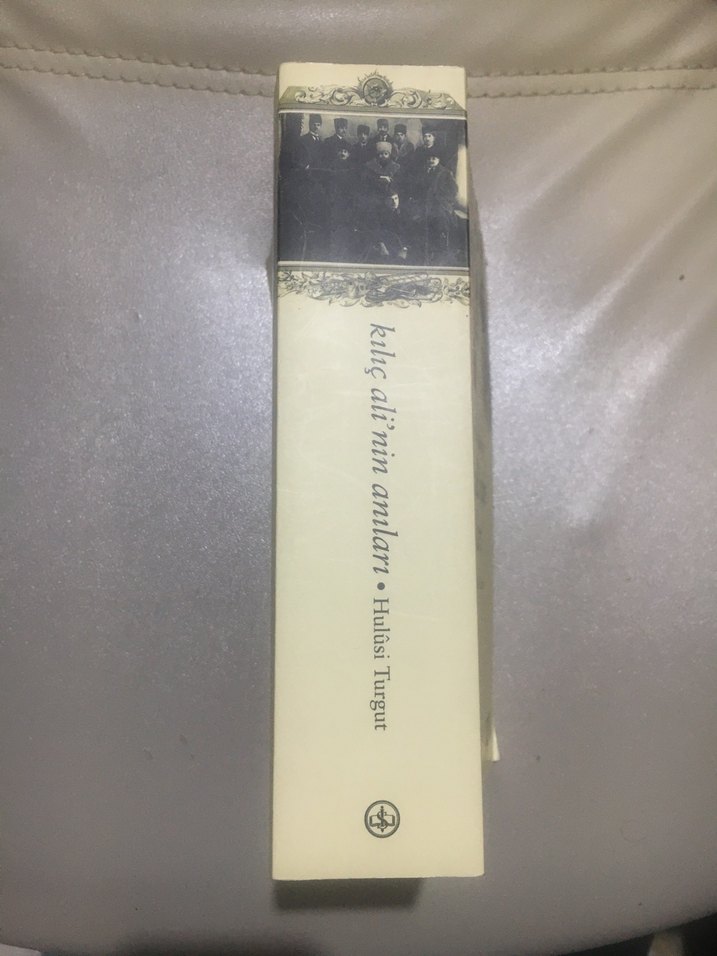 kılıç ali'nin anıları • Hulûsi Turgut